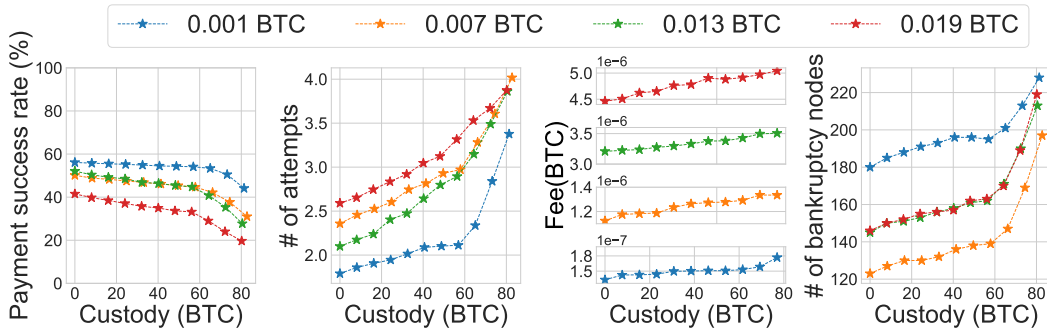 0.001 BTC 0.007 BTC 0.013 BTC 0.019 BTC
Payment success rate (%)
100
80
60
40
20
0
0 20 40 60 80
Custody (BTC)
# of attempts
4.0
3.5
3.0
2.5
2.0
0 20 40 60 80
Custody (BTC)
Fee(BTC)
1e−6
5.0
4.5
1e−6
3.5
3.0
1e−6
1.4
1.2
1e−7
1.8
1.5
0 20 40 60 80
Custody (BTC)
# of bankruptcy nodes
220
200
180
160
140
120
0 20 40 60 80
Custody (BTC)